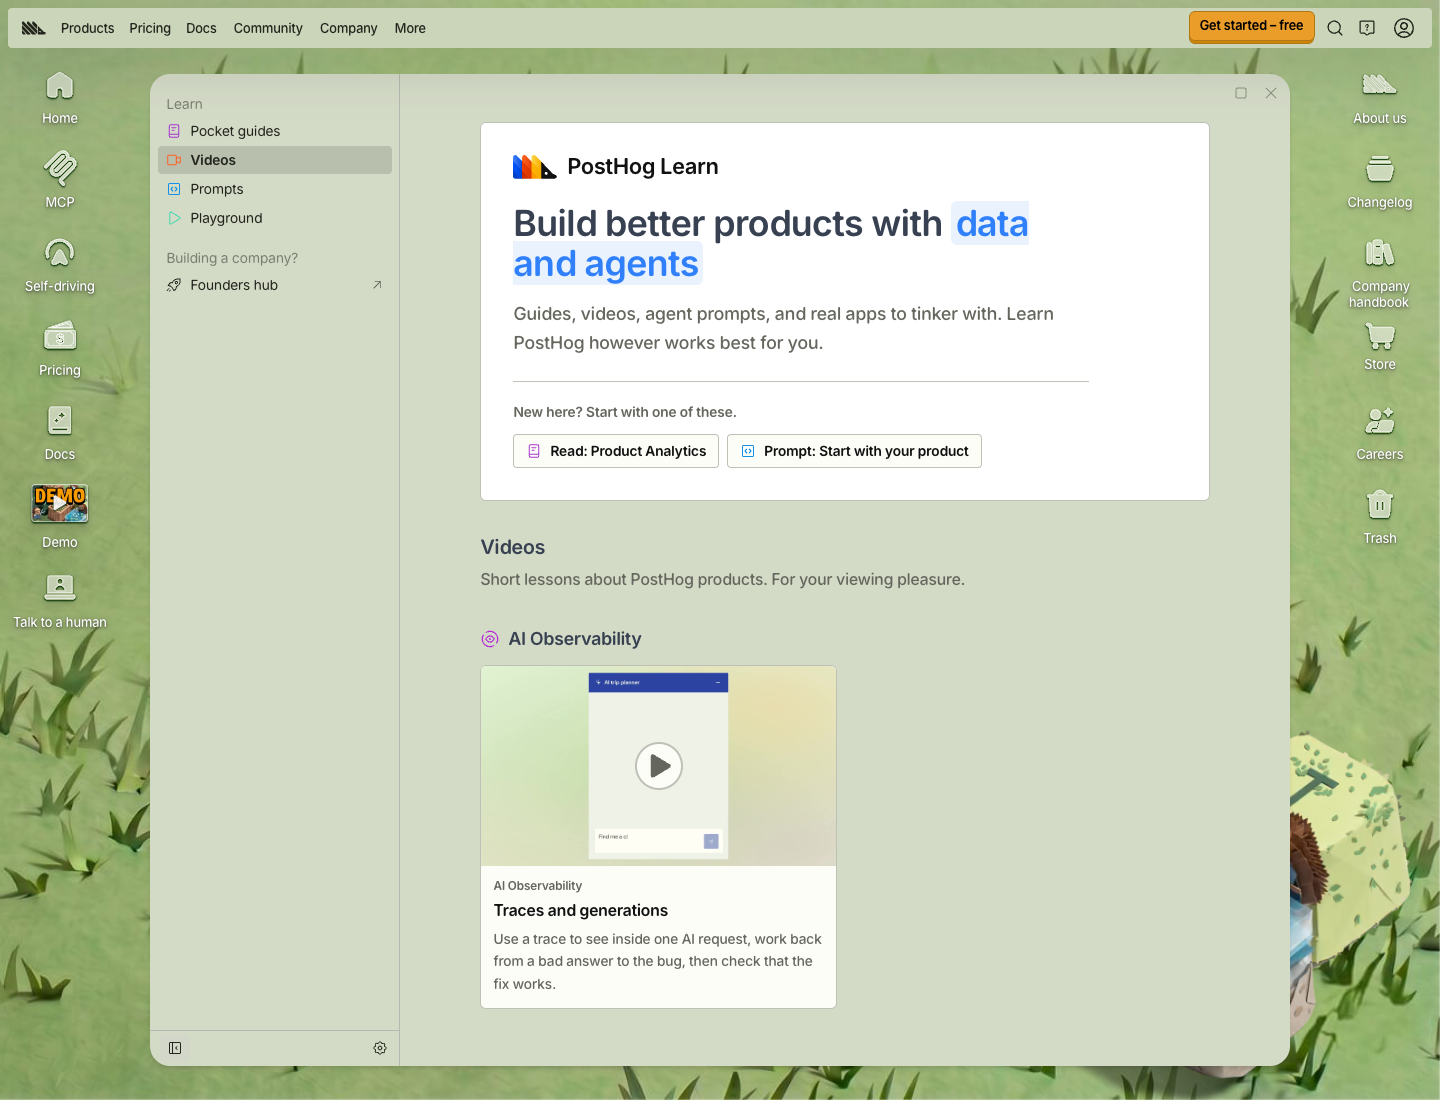 Products Pricing Docs Community Company More
Get started – free
Home
MCP
Self-driving
Pricing
Docs
DEMO
Demo
Talk to a human
Learn
Pocket guides
Videos
Prompts
Playground
Building a company?
Founders hub
PostHog Learn
Build better products with data
and agents
Guides, videos, agent prompts, and real apps to tinker with. Learn
PostHog however works best for you.
New here? Start with one of these.
Read: Product Analytics
Prompt: Start with your product
Videos
Short lessons about PostHog products. For your viewing pleasure.
AI Observability
AI trip planner
Find me a cl
AI Observability
Traces and generations
Use a trace to see inside one AI request, work back
from a bad answer to the bug, then check that the
fix works.
About us
Changelog
Company
handbook
Store
Careers
Trash